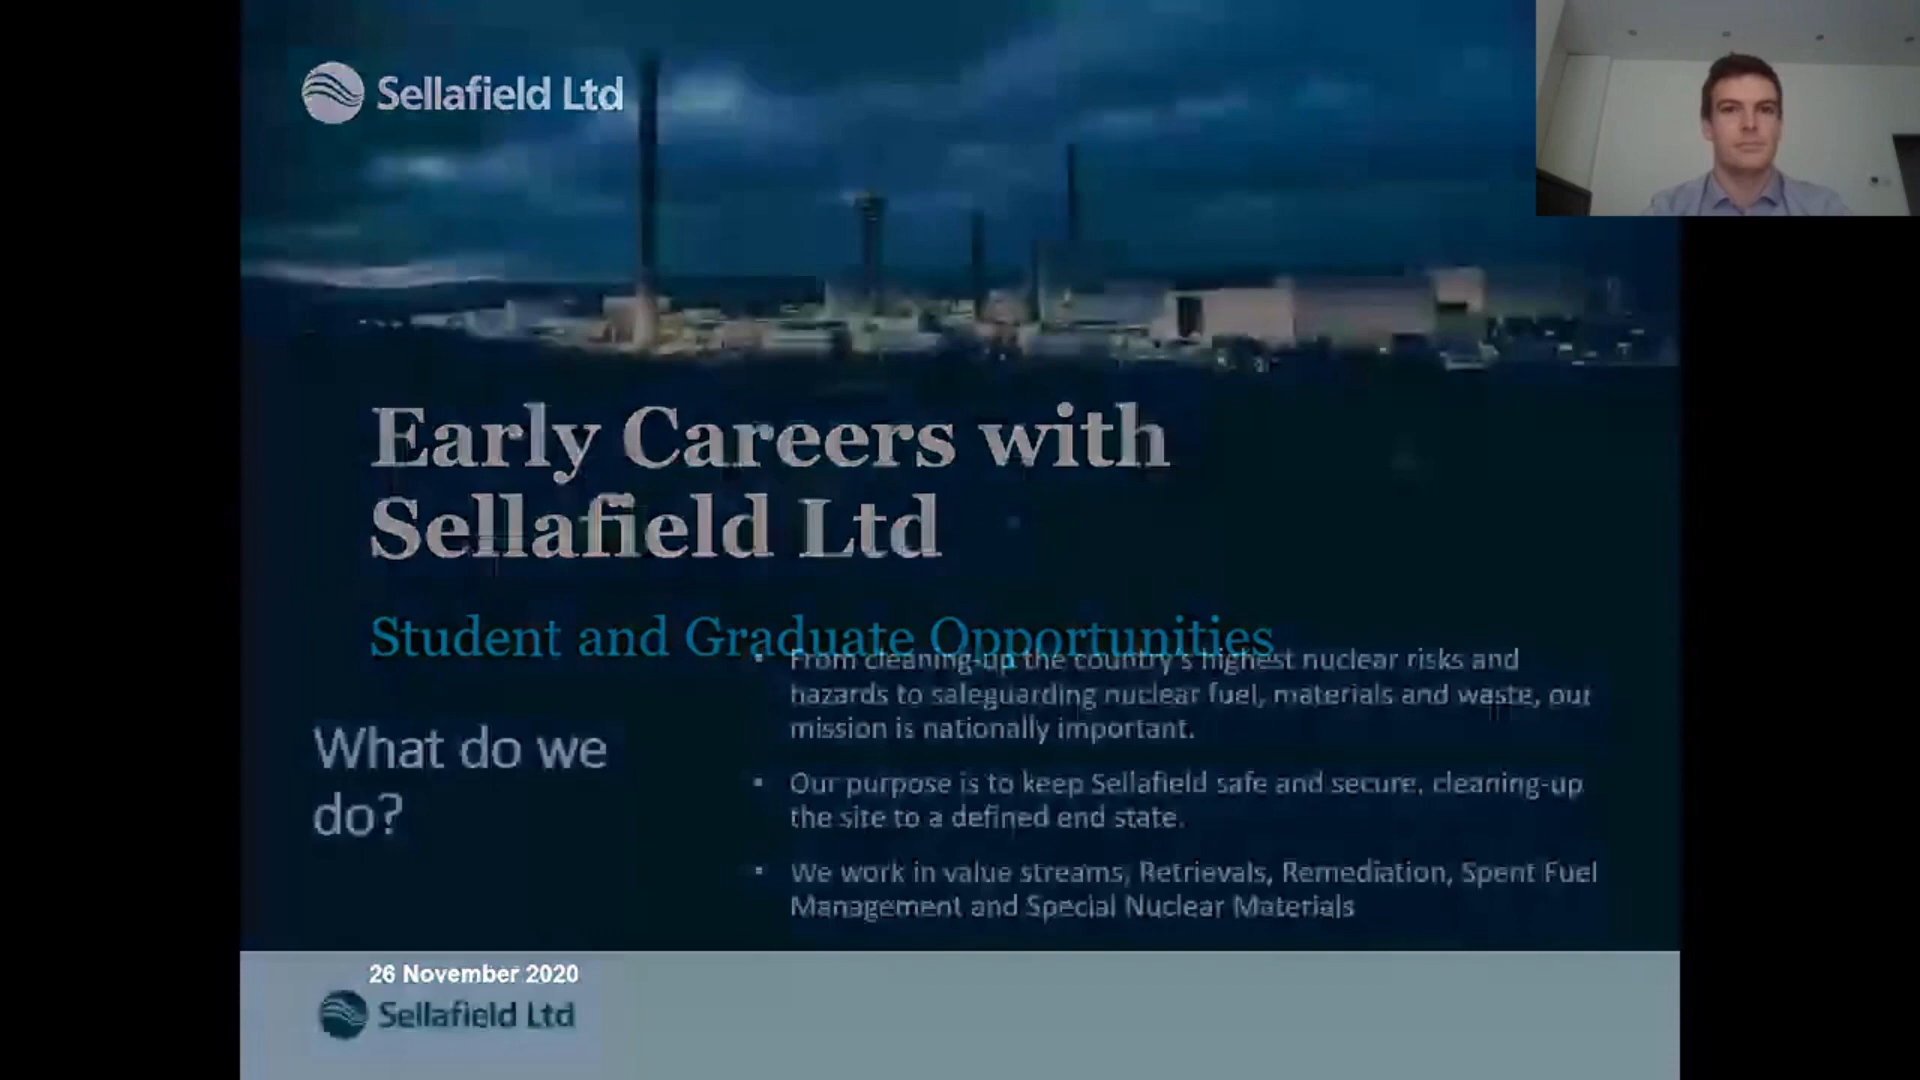 Sellafield Ltd
Early Careers with
Sellafield Ltd
Student and Graduate Opportunities
What do we
do?
• From cleaning-up the country's highest nuclear risks and
hazards to safeguarding nuclear fuel, materials and waste, our
mission is nationally important.
• Our purpose is to keep Sellafield safe and secure, cleaning-up
the site to a defined end state.
• We work in value streams, Retrievals, Remediation, Spent Fuel
Management and Special Nuclear Materials
26 November 2020
Sellafield Ltd